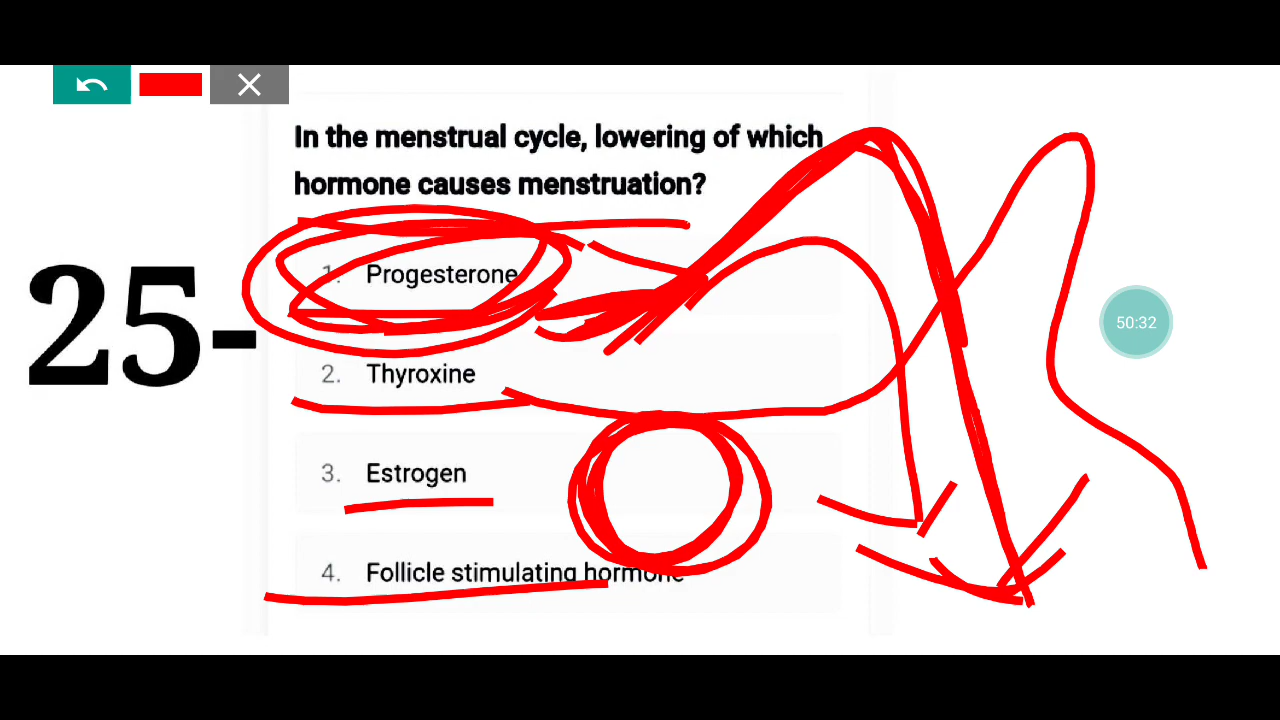 In the menstrual cycle, lowering of which
hormone causes menstruation?
25-
1. Progesterone
2. Thyroxine
3. Estrogen
4. Follicle stimulating hormone
50:32